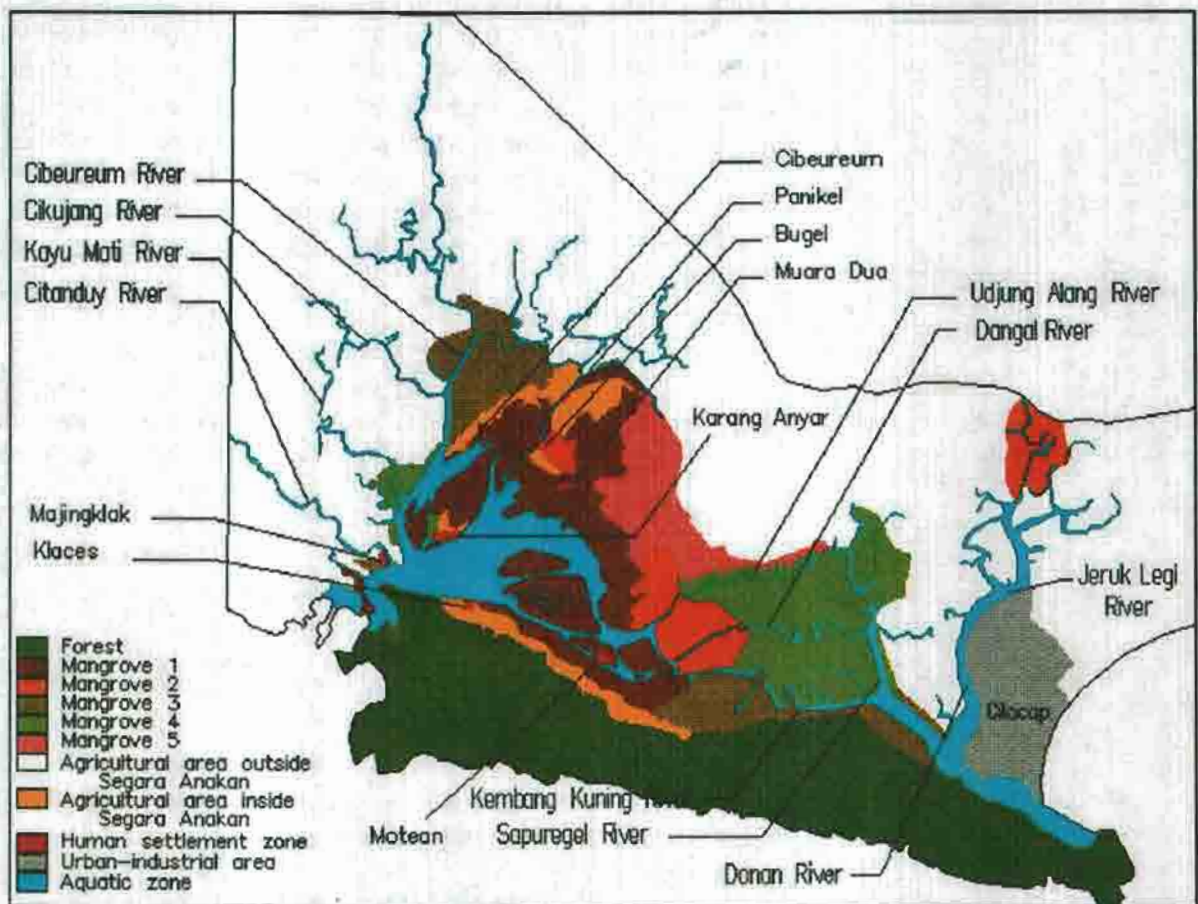 Cibeureum River
Cikujang River
Kayu Mati River
Citanduy River
Cibeureum
Panikel
Bugel
Muara Dua
Udjung Alang River
Dangal River
Karang Anyar
Majingklak
Klaces
Jeruk Legi
River
Cilacap
Forest
Mangrove 1
Mangrove 2
Mangrove 3
Mangrove 4
Mangrove 5
Agricultural area outside
Segara Anakan
Agricultural area inside
Segara Anakan
Human settlement zone
Urban-industrial area
Aquatic zone
Kembang Kuning
Motean
Sapuregel River
Donan River